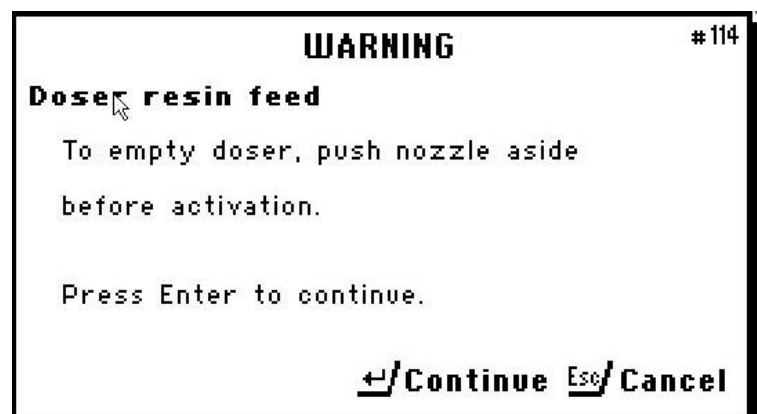 WARNING
#114
Doser resin feed
To empty doser, push nozzle aside
before activation.
Press Enter to continue.
↵/Continue Esc/Cancel